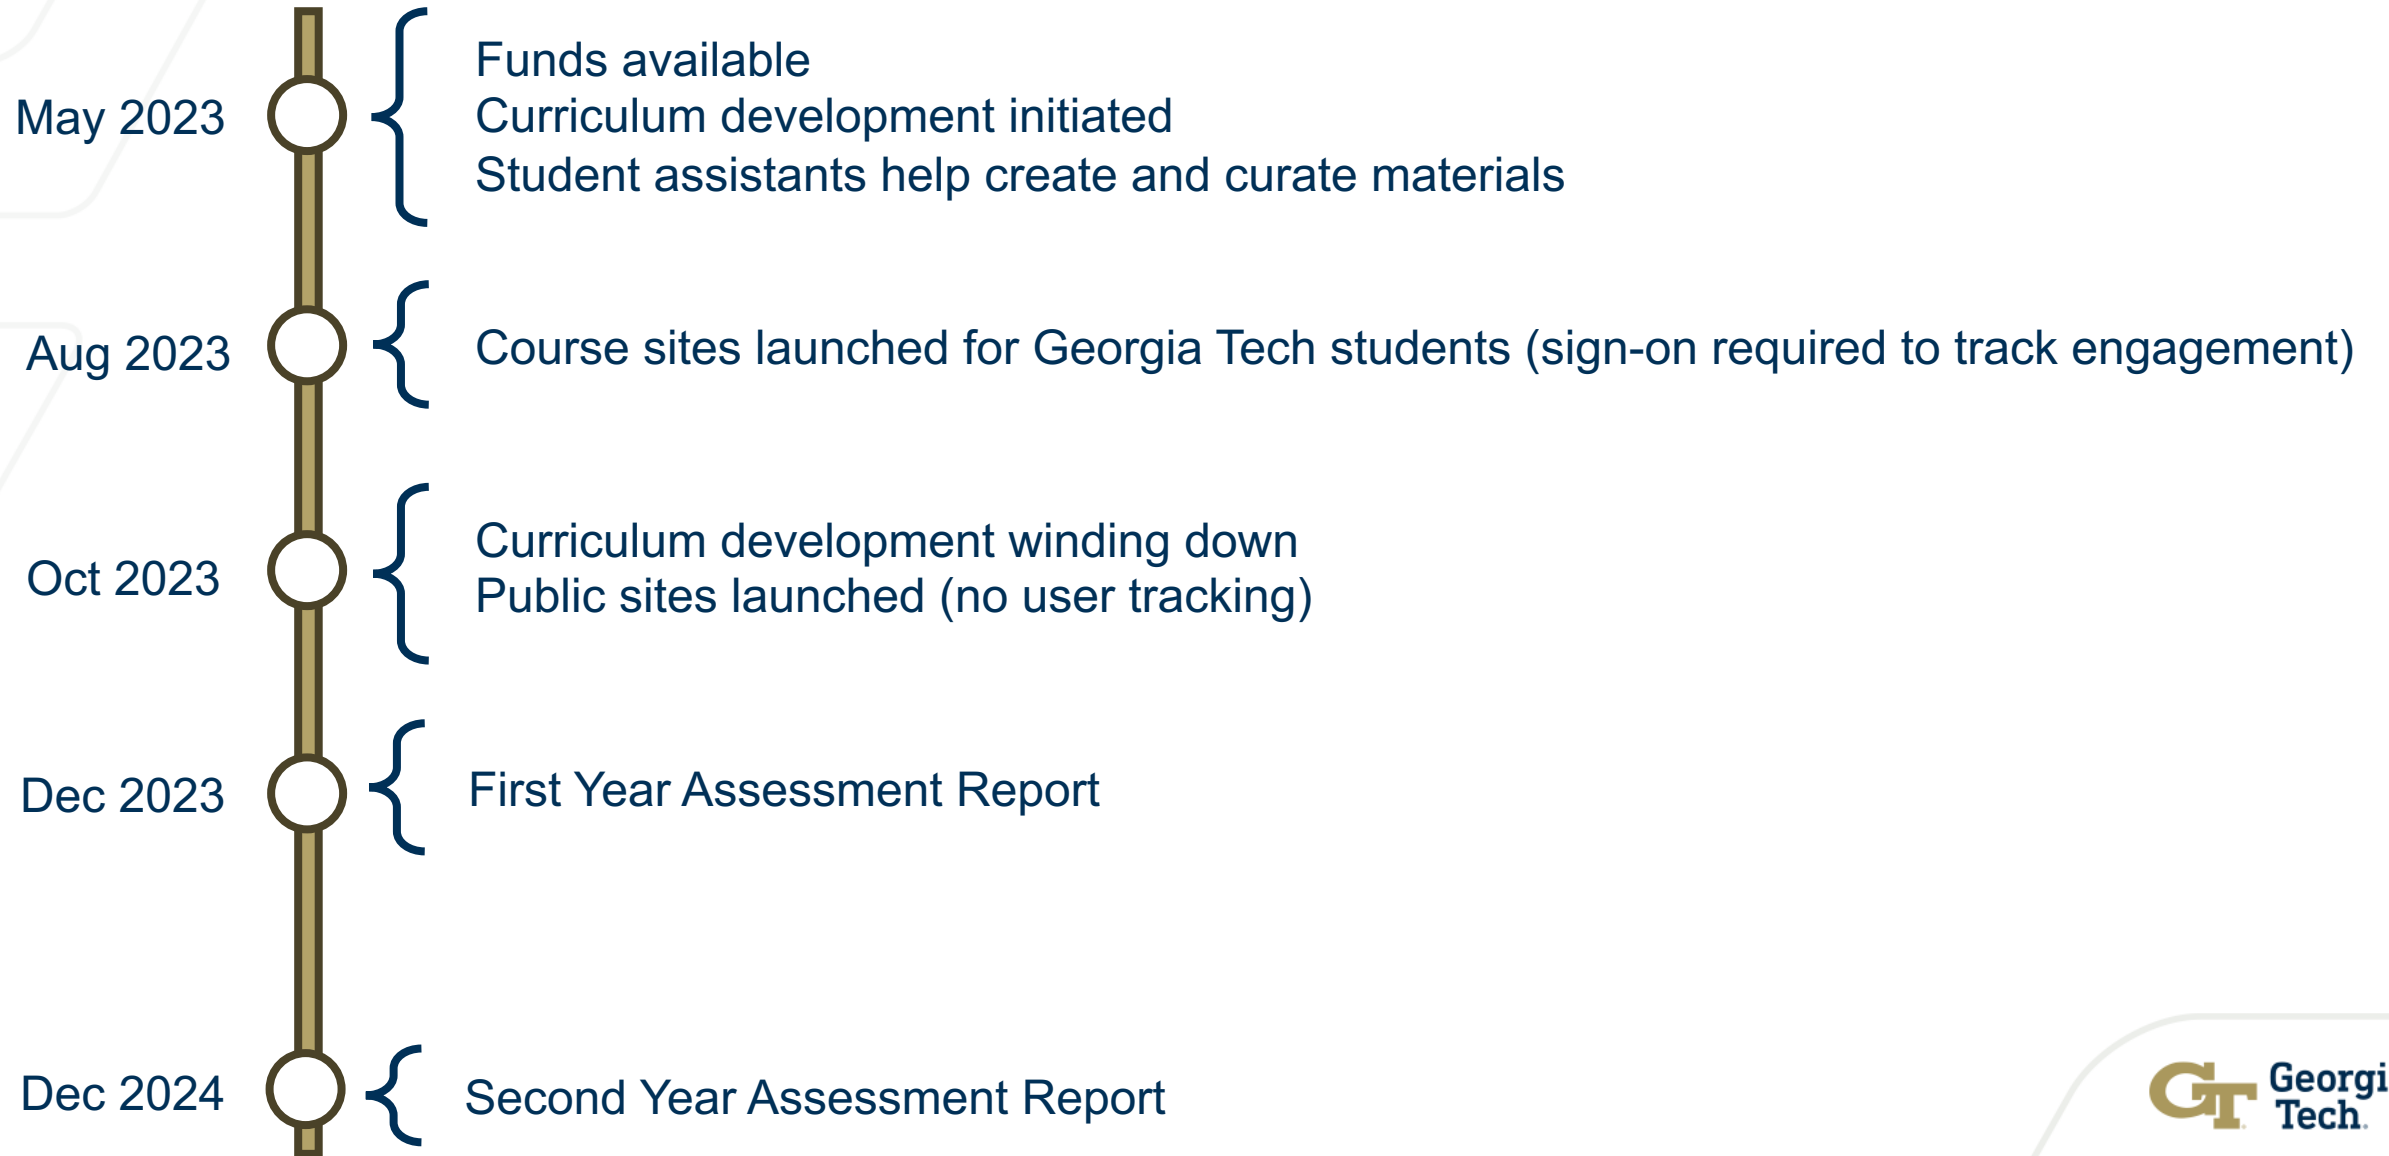 May 2023
Funds available
Curriculum development initiated
Student assistants help create and curate materials
Aug 2023
Course sites launched for Georgia Tech students (sign-on required to track engagement)
Oct 2023
Curriculum development winding down
Public sites launched (no user tracking)
Dec 2023
First Year Assessment Report
Dec 2024
Second Year Assessment Report
GT
Georgi
Tech